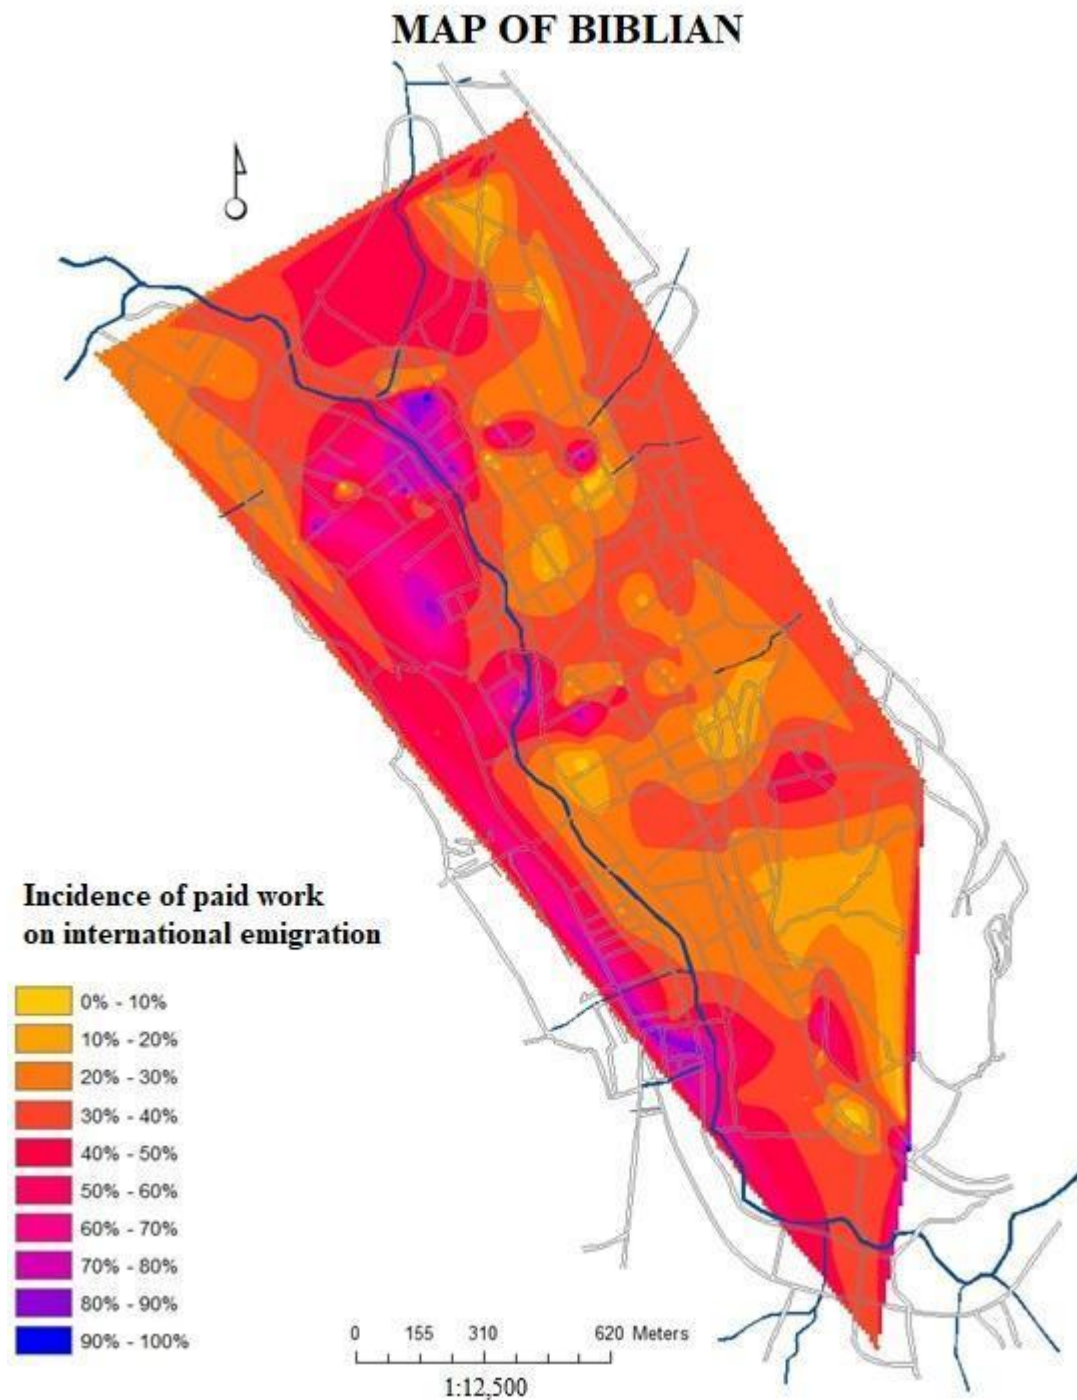 MAP OF BIBLIAN
Incidence of paid work
on international emigration
0% - 10%
10% - 20%
20% - 30%
30% - 40%
40% - 50%
50% - 60%
60% - 70%
70% - 80%
80% - 90%
90% - 100%
0 155 310 620 Meters
1:12,500